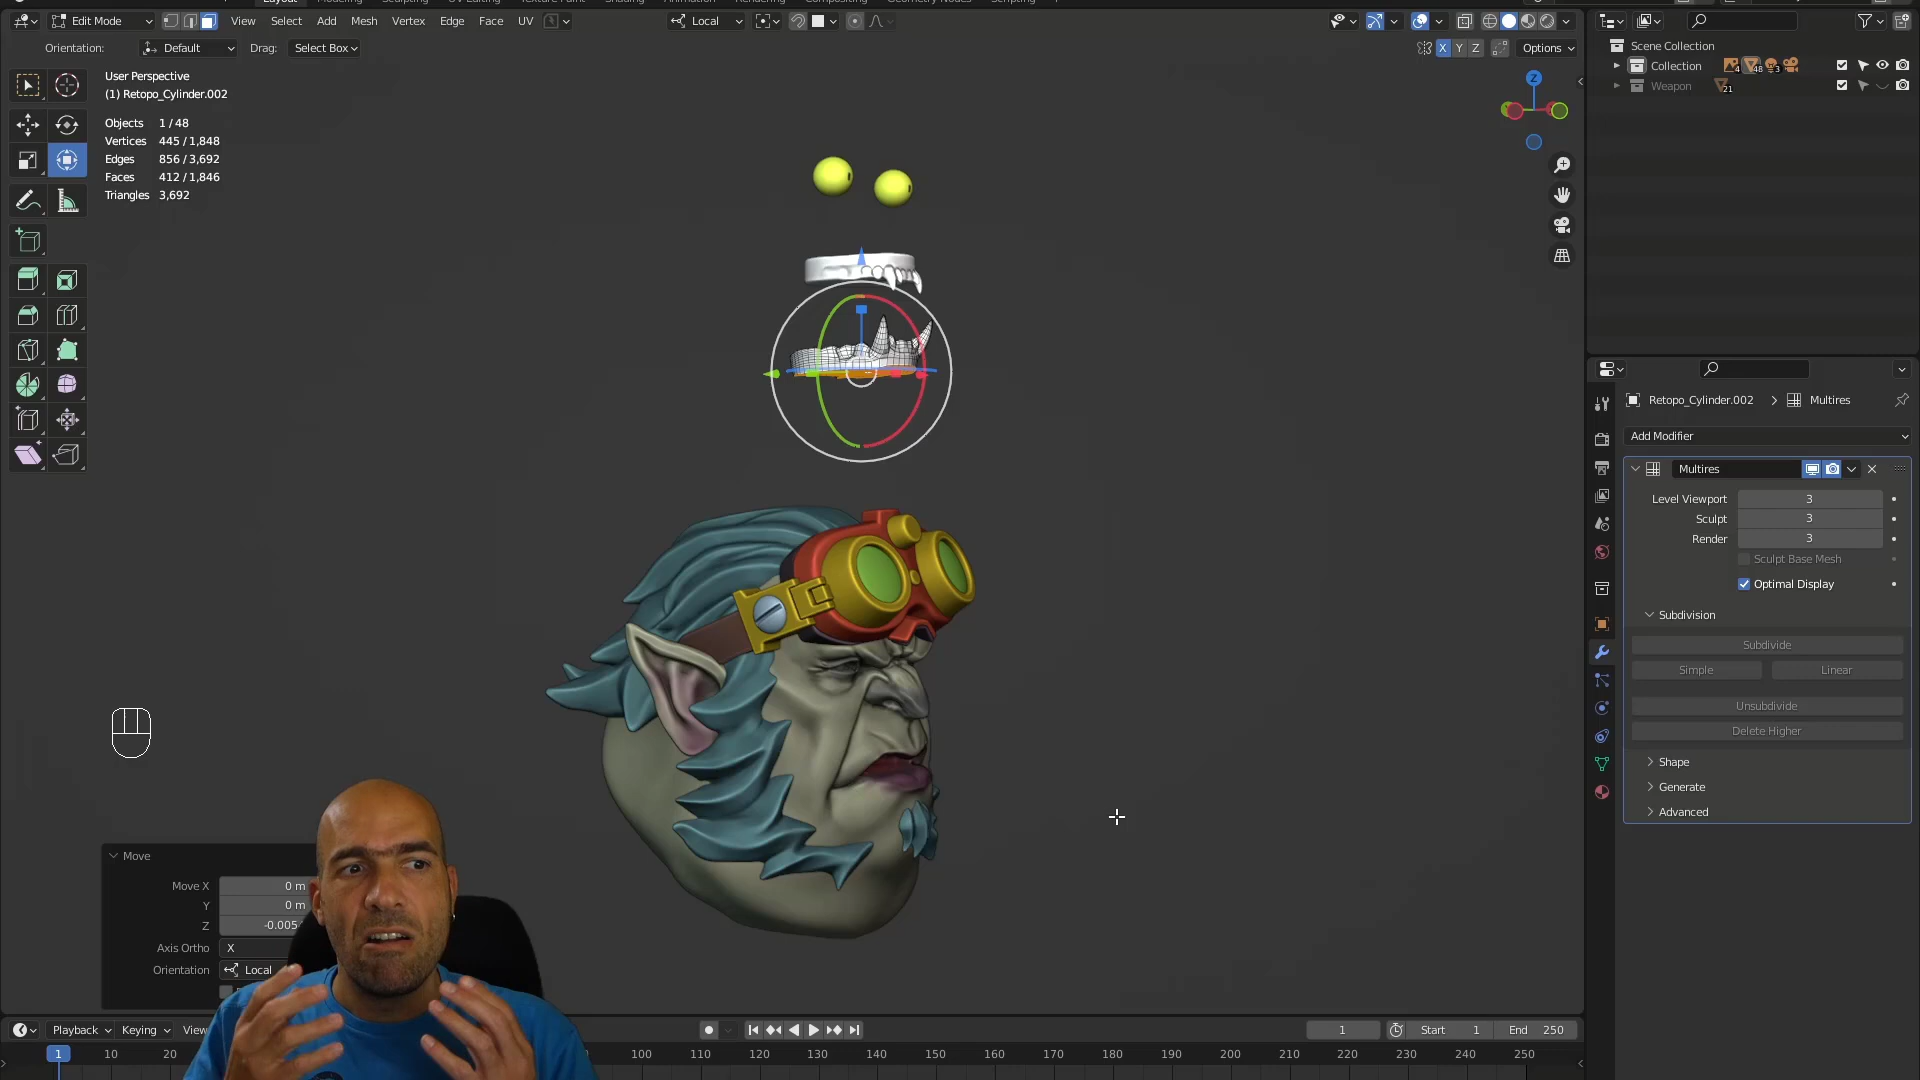 Edit Mode
View
Select
Add
Mesh
Vertex
Edge
Face
UV
Local
Orientation:
Default
Drag:
Select Box
X
Y
Z
Options
User Perspective
(1) Retopo_Cylinder.002
Objects 1 / 48
Vertices 445 / 1,848
Edges 856 / 3,692
Faces 412 / 1,846
Triangles 3,692
Z
Scene Collection
Collection
4
48
3
Weapon
21
Retopo_Cylinder.002
Multires
Add Modifier
Multires
Level Viewport 3
Sculpt 3
Render 3
Sculpt Base Mesh
Optimal Display
Subdivision
Subdivide
Simple
Linear
Unsubdivide
Delete Higher
Shape
Generate
Advanced
Move
Move X 0 m
Y 0 m
Z
Axis Ortho X
Orientation Local
Playback
Keying
View
1
Start 1
End 250
1
10
20
100
110
120
130
140
150
160
170
180
190
200
210
220
230
240
250